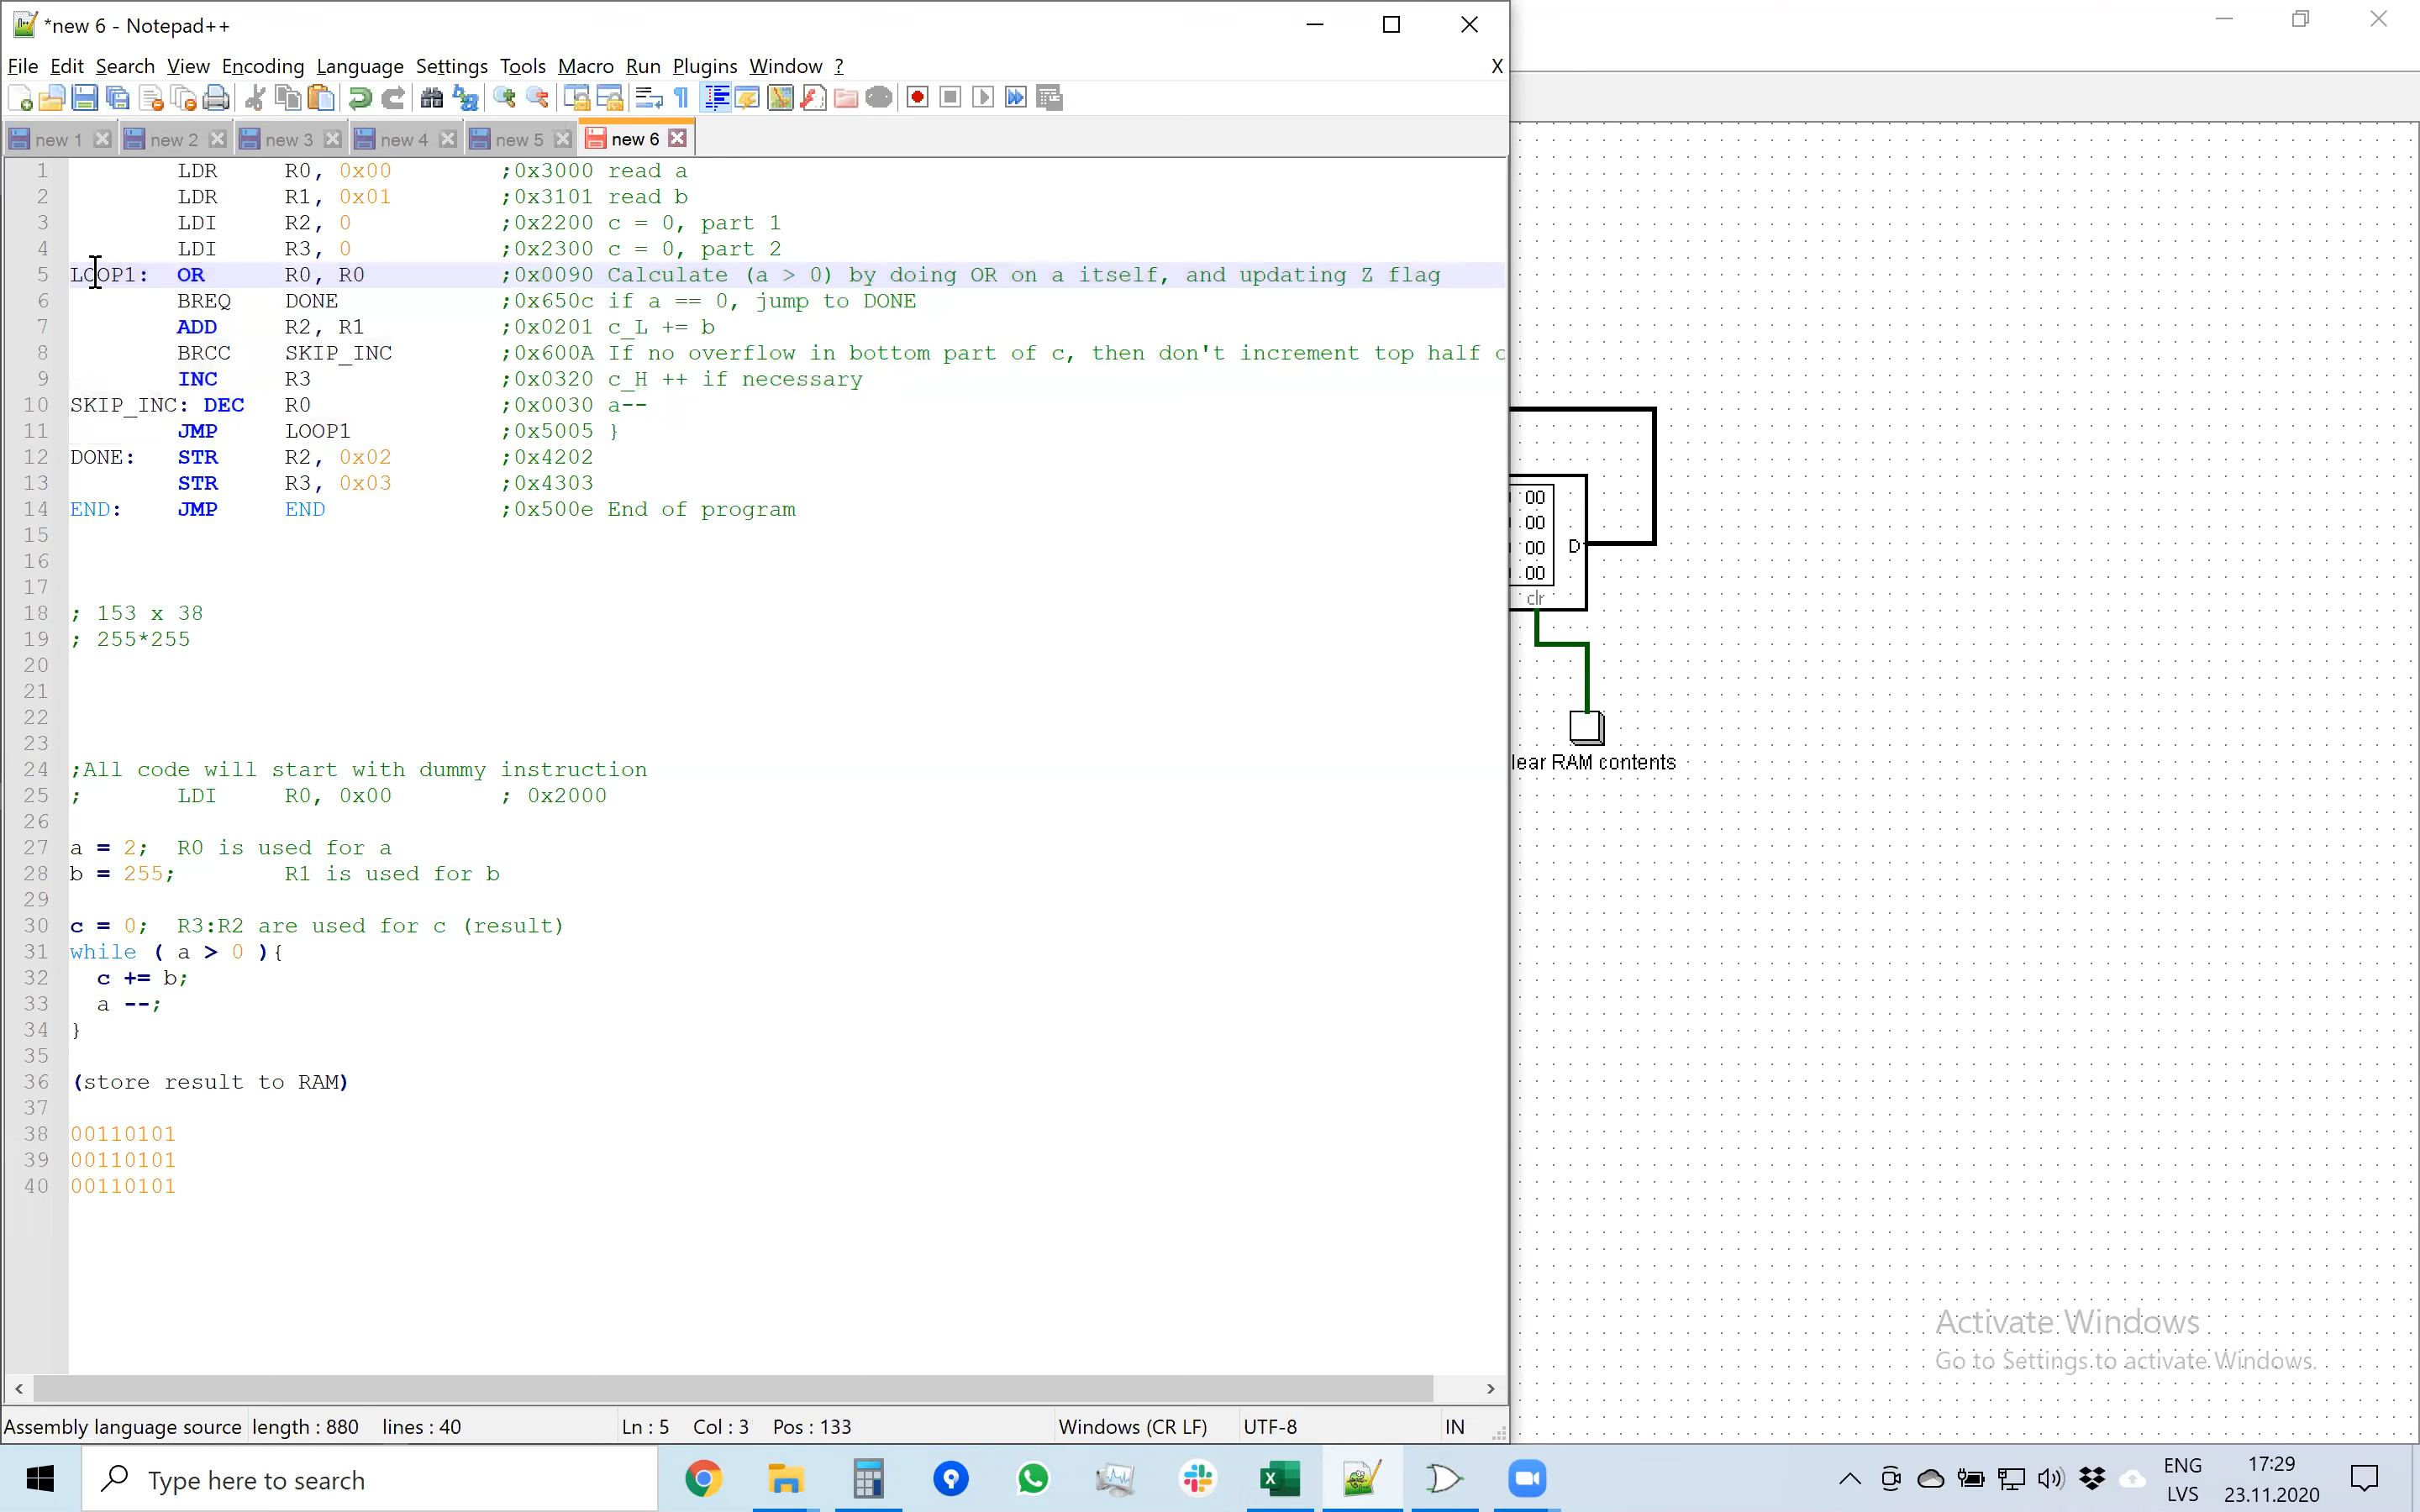 *new 6 - Notepad++
File Edit Search View Encoding Language Settings Tools Macro Run Plugins Window ? X
new 1 new 2 new 3 new 4 new 5 new 6
1 LDR R0, 0x00 ;0x3000 read a
2 LDR R1, 0x01 ;0x3101 read b
3 LDI R2, 0 ;0x2200 c = 0, part 1
4 LDI R3, 0 ;0x2300 c = 0, part 2
5 LOOP1: OR R0, R0 ;0x0090 Calculate (a > 0) by doing OR on a itself, and updating Z flag
6 BREQ DONE ;0x650c if a == 0, jump to DONE
7 ADD R2, R1 ;0x0201 c_L += b
8 BRCC SKIP_INC ;0x600A If no overflow in bottom part of c, then don't increment top half
9 INC R3 ;0x0320 c_H ++ if necessary
10 SKIP_INC: DEC R0 ;0x0030 a--
11 JMP LOOP1 ;0x5005 }
12 DONE: STR R2, 0x02 ;0x4202
13 STR R3, 0x03 ;0x4303
14 END: JMP END ;0x500e End of program
15
16
17
18 ; 153 x 38
19 ; 255*255
20
21
22
23
24 ;All code will start with dummy instruction
25 ; LDI R0, 0x00 ; 0x2000
26
27 a = 2; R0 is used for a
28 b = 255; R1 is used for b
29
30 c = 0; R3:R2 are used for c (result)
31 while ( a > 0 ){
32 c += b;
33 a --;
34 }
35
36 (store result to RAM)
37
38 00110101
39 00110101
40 00110101
00
00
00 D
00
clr
lear RAM contents
Activate Windows
Go to Settings to activate Windows.
Assembly language source length : 880 lines : 40 Ln : 5 Col : 3 Pos : 133 Windows (CR LF) UTF-8 IN
Type here to search
ENG 17:29
LVS 23.11.2020